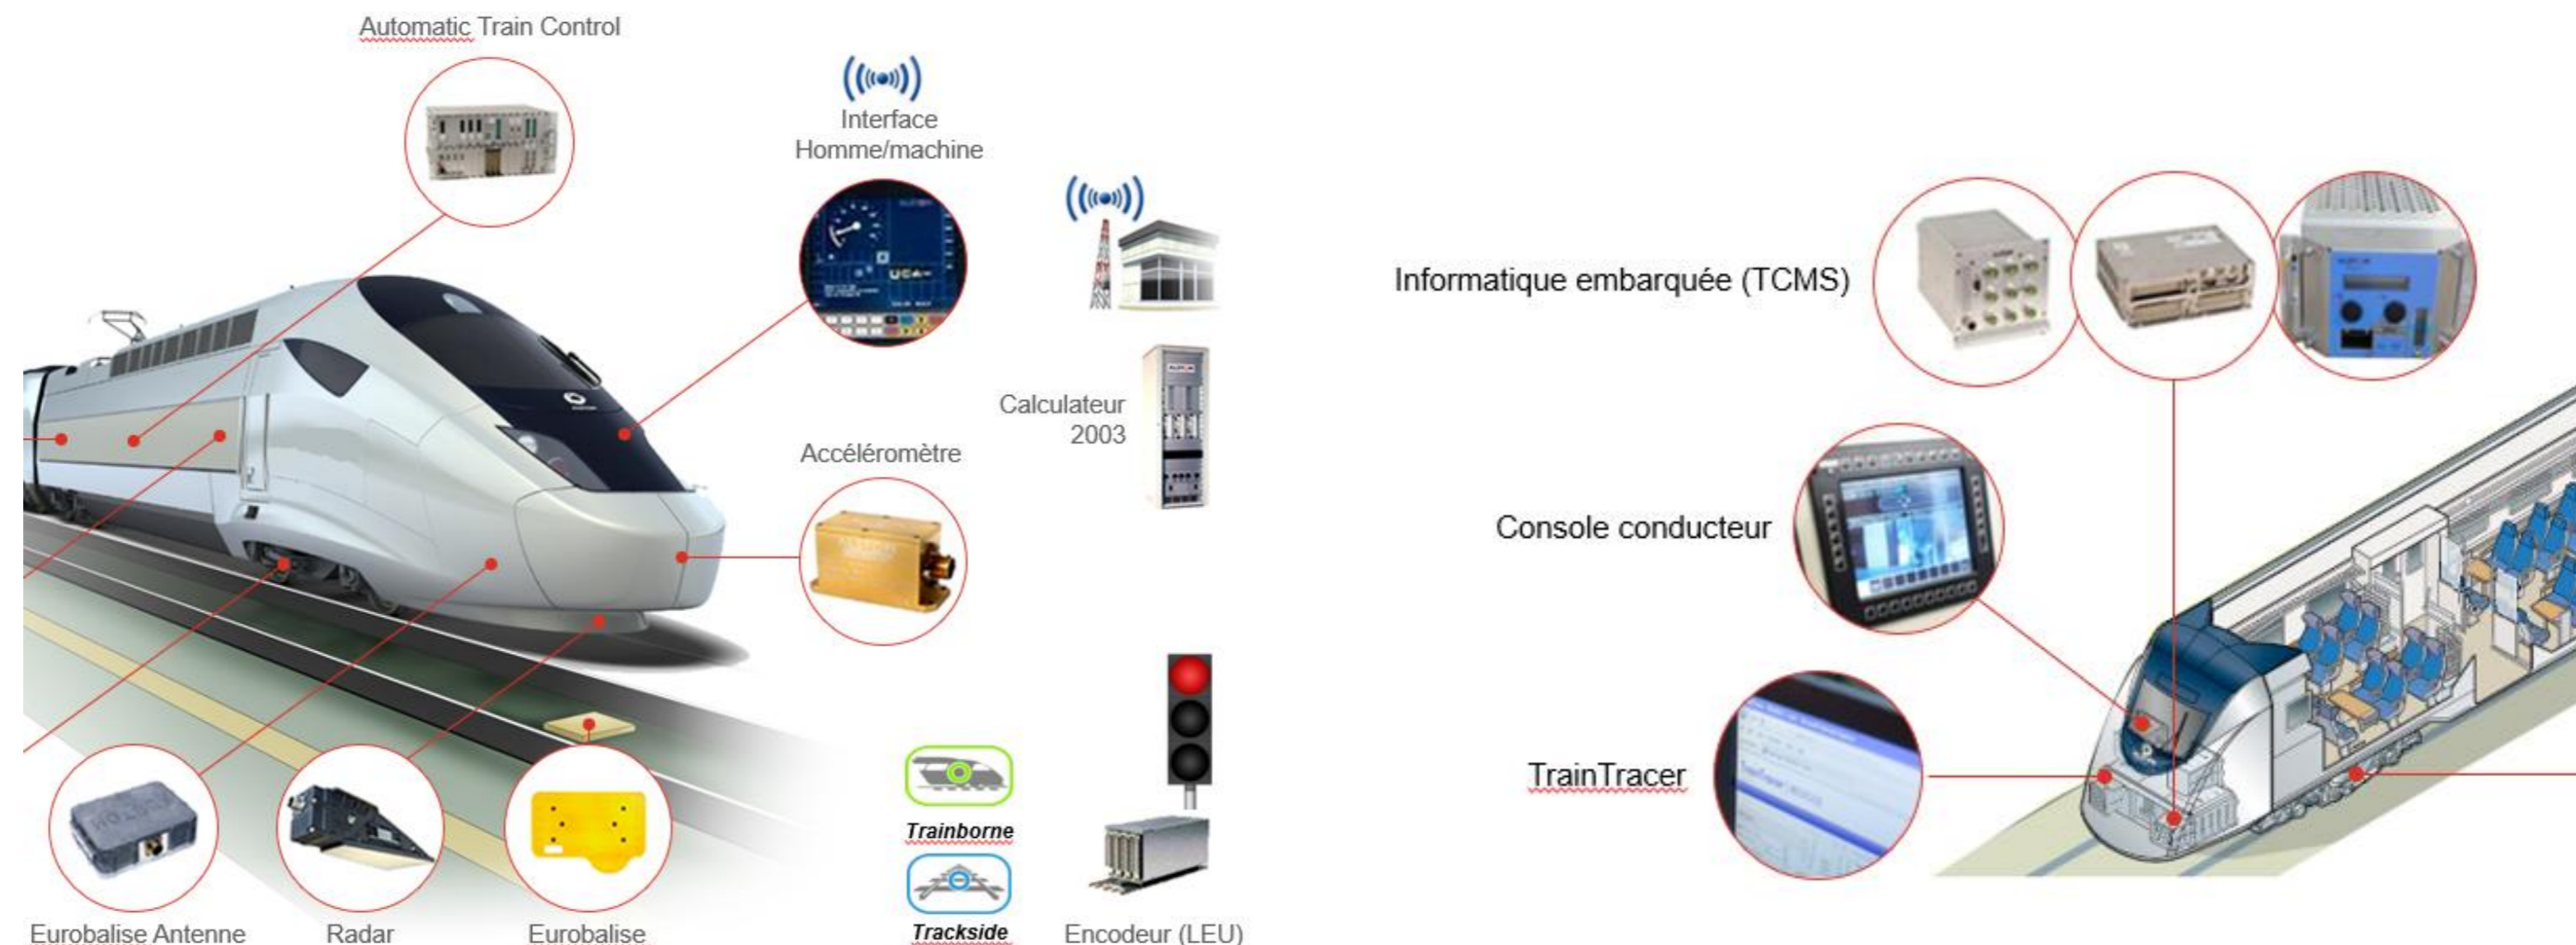 Automatic Train Control
Interface
Homme/machine
Calculateur
2003
Accéléromètre
Eurobalise Antenne
Radar
Eurobalise
Trainborne
Trackside
Encodeur (LEU)
Informatique embarquée (TCMS)
Console conducteur
TrainTracer